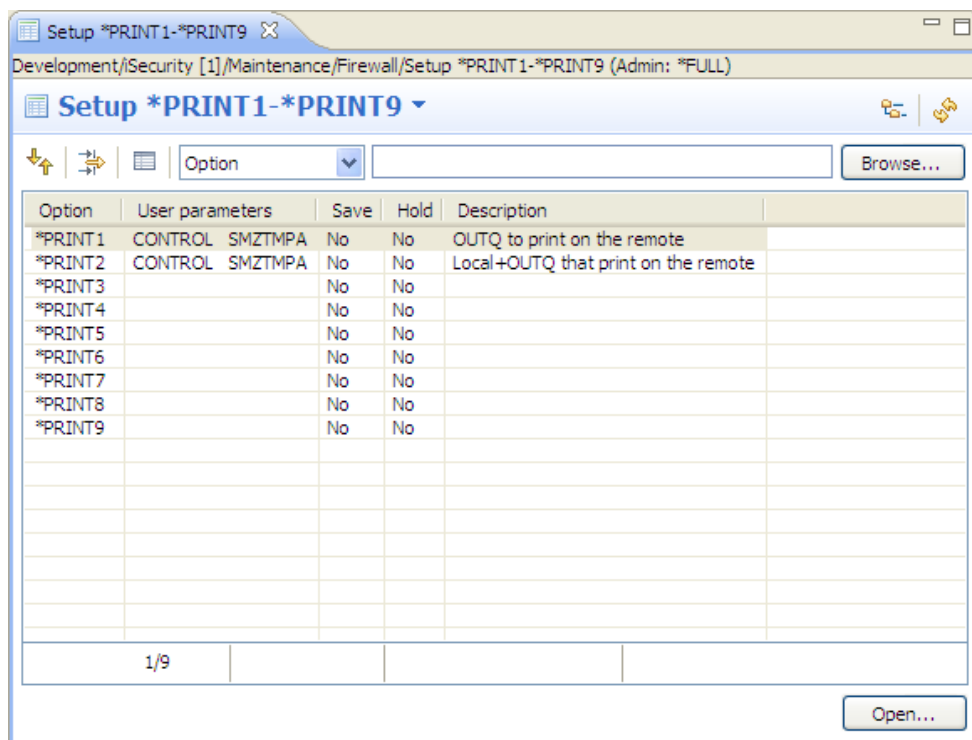 Setup *PRINT1-*PRINT9
Development/iSecurity [1]/Maintenance/Firewall/Setup *PRINT1-*PRINT9 (Admin: *FULL)
Setup *PRINT1-*PRINT9
Option Browse...
Option User parameters Save Hold Description
*PRINT1 CONTROL SMZTMPA No No OUTQ to print on the remote
*PRINT2 CONTROL SMZTMPA No No Local+OUTQ that print on the remote
*PRINT3 No No
*PRINT4 No No
*PRINT5 No No
*PRINT6 No No
*PRINT7 No No
*PRINT8 No No
*PRINT9 No No
1/9
Open...